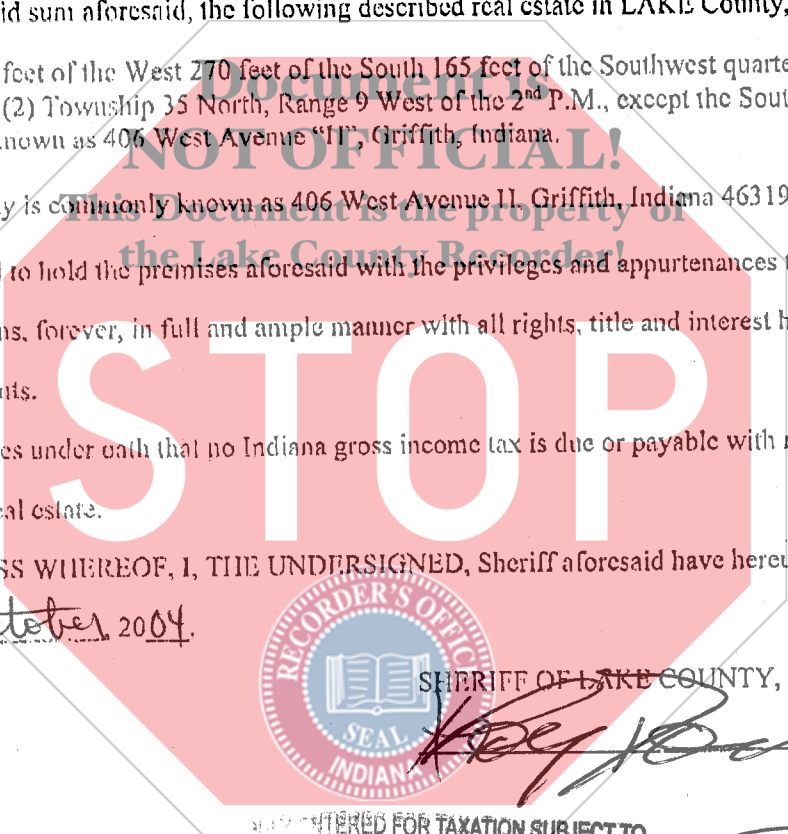 id sum aforesaid, the following described real estate in LAKE County,
feet of the West 270 feet of the South 165 feet of the Southwest quarte
Document is
(2) Township 35 North, Range 9 West of the 2nd P.M., except the Sout
nown as 406 West Avenue "H", Griffith, Indiana.
NOT OFFICIAL!
y is commonly known as 406 West Avenue H, Griffith, Indiana 46319
This Document is the property of
the Lake County Recorder!
to hold the premises aforesaid with the privileges and appurtenances t
ns, forever, in full and ample manner with all rights, title and interest h
STOP
nts.
es under oath that no Indiana gross income tax is due or payable with
eal estate.
SS WHEREOF, I, THE UNDERSIGNED, Sheriff aforesaid have hereu
tober, 2004.
RECORDER'S OFFICE
SEAL
INDIANA
SHERIFF OF LAKE COUNTY,
ENTERED FOR TAXATION SUBJECT TO